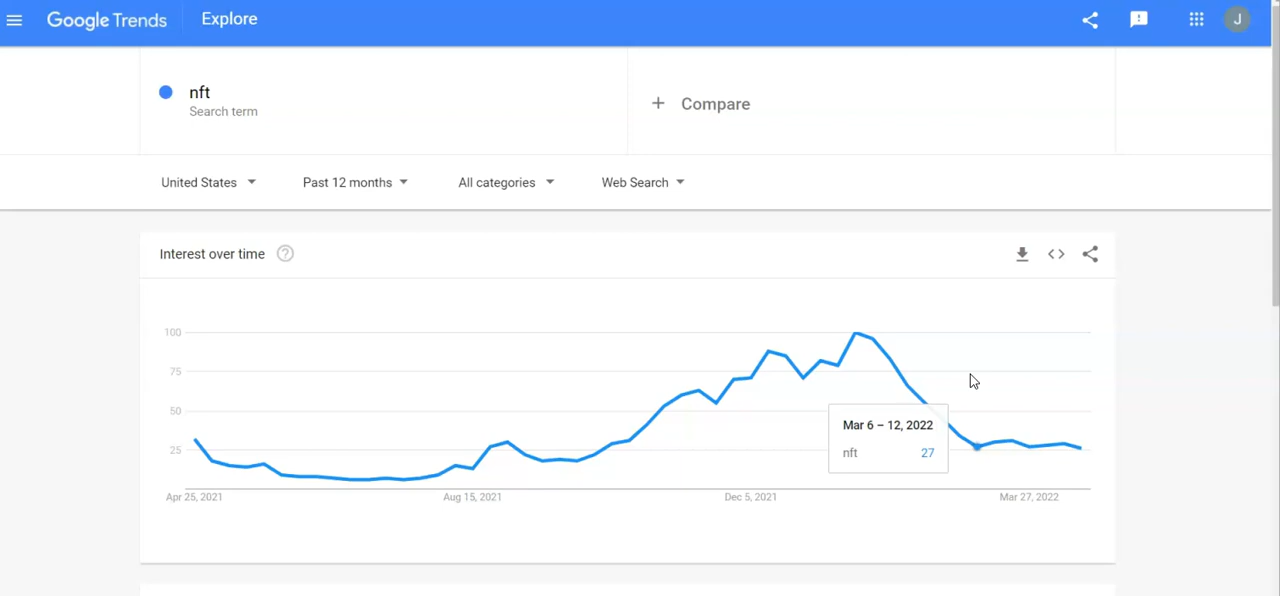 Google Trends
Explore
J
nft
Search term
+ Compare
United States
Past 12 months
All categories
Web Search
Interest over time
?
100
75
50
25
Mar 6 – 12, 2022
nft 27
Apr 25, 2021
Aug 15, 2021
Dec 5, 2021
Mar 27, 2022